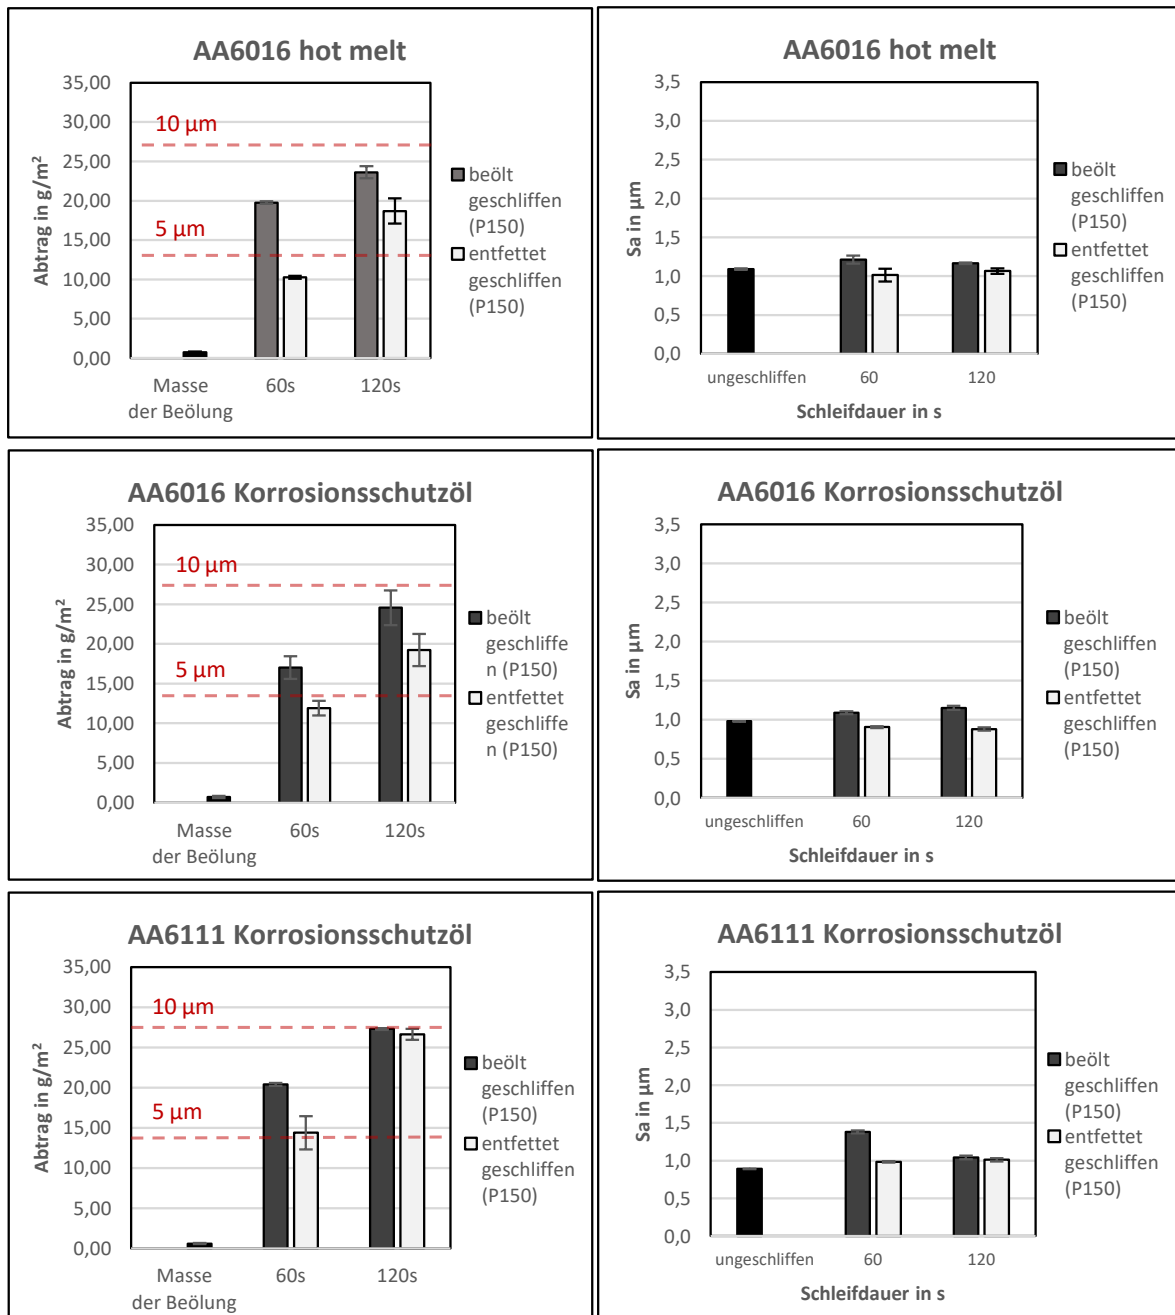 AA6016 hot melt
35,00
30,00
25,00
20,00
15,00
10,00
5,00
0,00
Abtrag in g/m²
10 µm
5 µm
Masse
der Beölung
60s
120s
beölt
geschliffen
(P150)
entfettet
geschliffen
(P150)
AA6016 hot melt
3,5
3,0
2,5
2,0
1,5
1,0
0,5
0,0
Sa in µm
ungeschliffen
60
120
Schleifdauer in s
beölt
geschliffen
(P150)
entfettet
geschliffen
(P150)
AA6016 Korrosionsschutzöl
35,00
30,00
25,00
20,00
15,00
10,00
5,00
0,00
Abtrag in g/m²
10 µm
5 µm
Masse
der Beölung
60s
120s
beölt
geschliffe
n (P150)
entfettet
geschliffe
n (P150)
AA6016 Korrosionsschutzöl
3,5
3,0
2,5
2,0
1,5
1,0
0,5
0,0
Sa in µm
ungeschliffen
60
120
Schleifdauer in s
beölt
geschliffen
(P150)
entfettet
geschliffen
(P150)
AA6111 Korrosionsschutzöl
35,00
30,00
25,00
20,00
15,00
10,00
5,00
0,00
Abtrag in g/m²
10 µm
5 µm
Masse
der Beölung
60s
120s
beölt
geschliffen
(P150)
entfettet
geschliffen
(P150)
AA6111 Korrosionsschutzöl
3,5
3,0
2,5
2,0
1,5
1,0
0,5
0,0
Sa in µm
ungeschliffen
60
120
Schleifdauer in s
beölt
geschliffen
(P150)
entfettet
geschliffen
(P150)